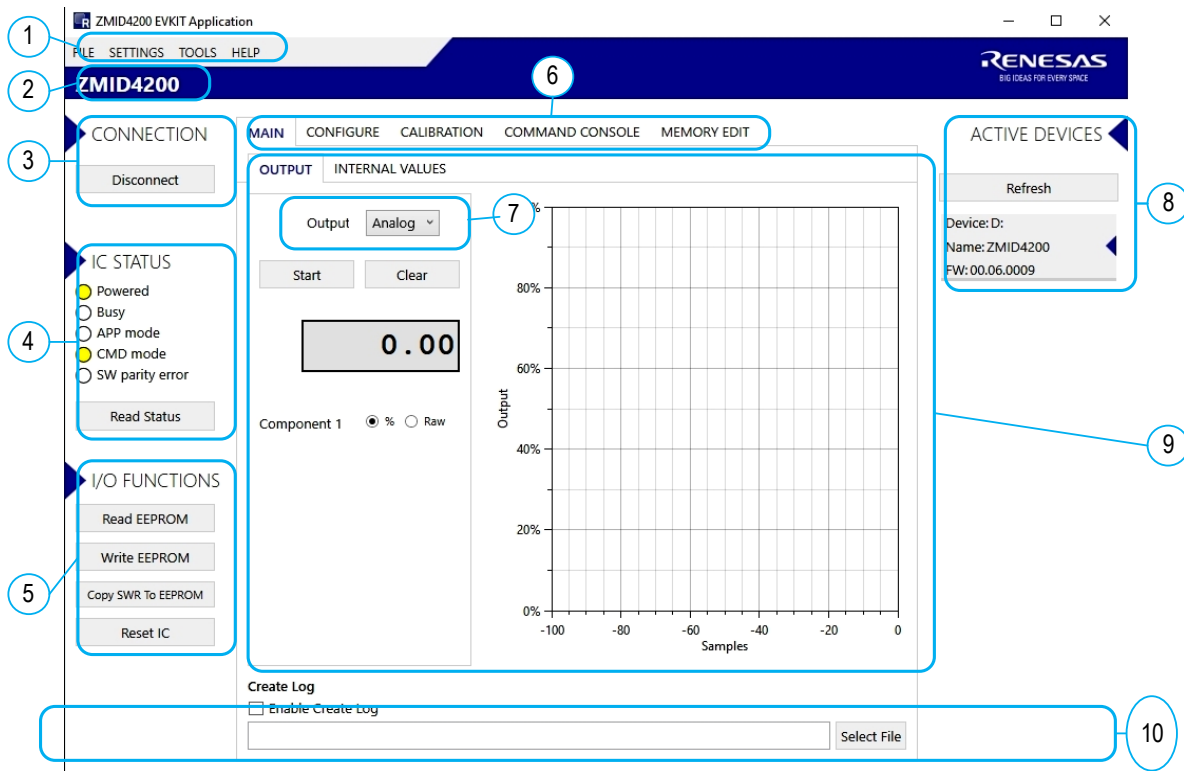 ZMID4200 EVKIT Application
1
FILE SETTINGS TOOLS HELP
RENESAS
BIG IDEAS FOR EVERY SPACE
2
ZMID4200
6
3
CONNECTION
Disconnect
MAIN CONFIGURE CALIBRATION COMMAND CONSOLE MEMORY EDIT
ACTIVE DEVICES
Refresh
8
Device: D:
Name: ZMID4200
FW: 00.06.0009
OUTPUT INTERNAL VALUES
Output Analog
7
Start Clear
0.00
Component 1 % Raw
4
IC STATUS
Powered
Busy
APP mode
CMD mode
SW parity error
Read Status
5
I/O FUNCTIONS
Read EEPROM
Write EEPROM
Copy SWR To EEPROM
Reset IC
%
80%
60%
40%
20%
0%
Output
-100 -80 -60 -40 -20 0
Samples
9
Create Log
Enable Create Log
Select File
10